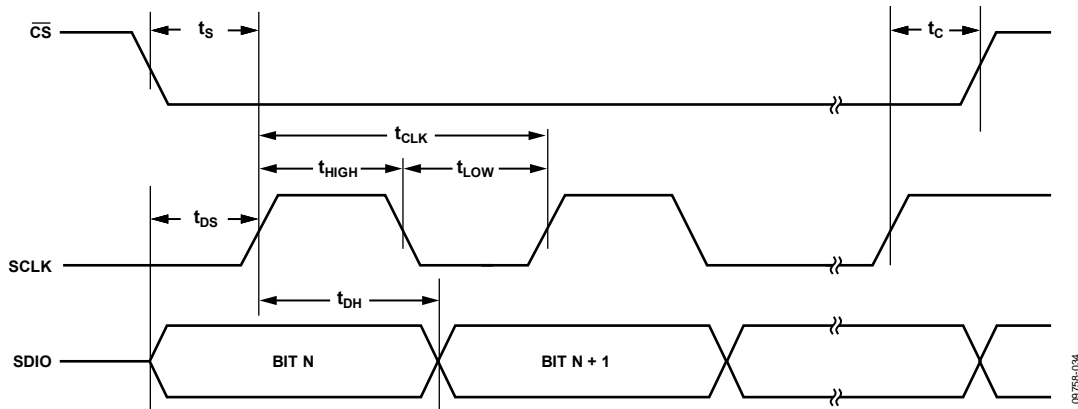 CS
tS
tC
tCLK
tHIGH
tLOW
tDS
SCLK
tDH
SDIO
BIT N
BIT N + 1
09758-034